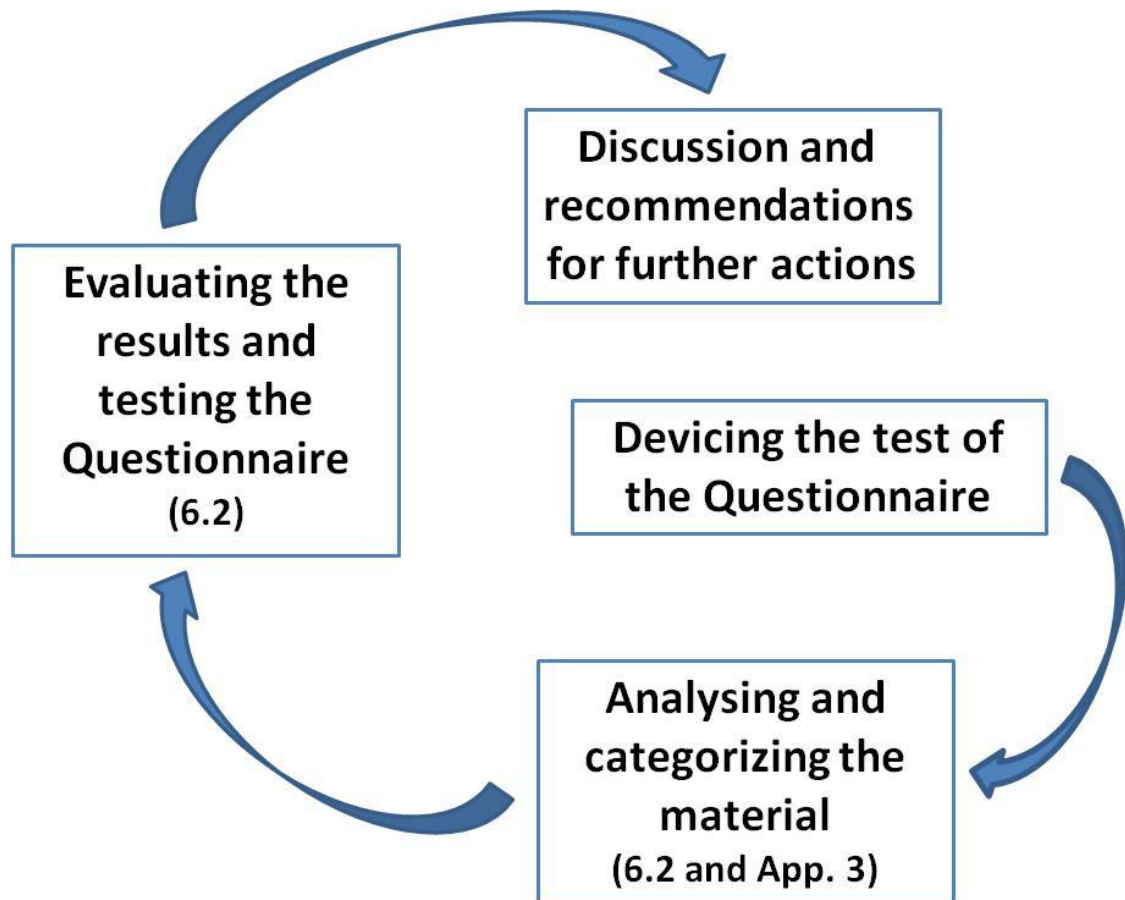 Discussion and
recommendations
for further actions
Evaluating the
results and
testing the
Questionnaire
(6.2)
Devicing the test of
the Questionnaire
Analysing and
categorizing the
material
(6.2 and App. 3)